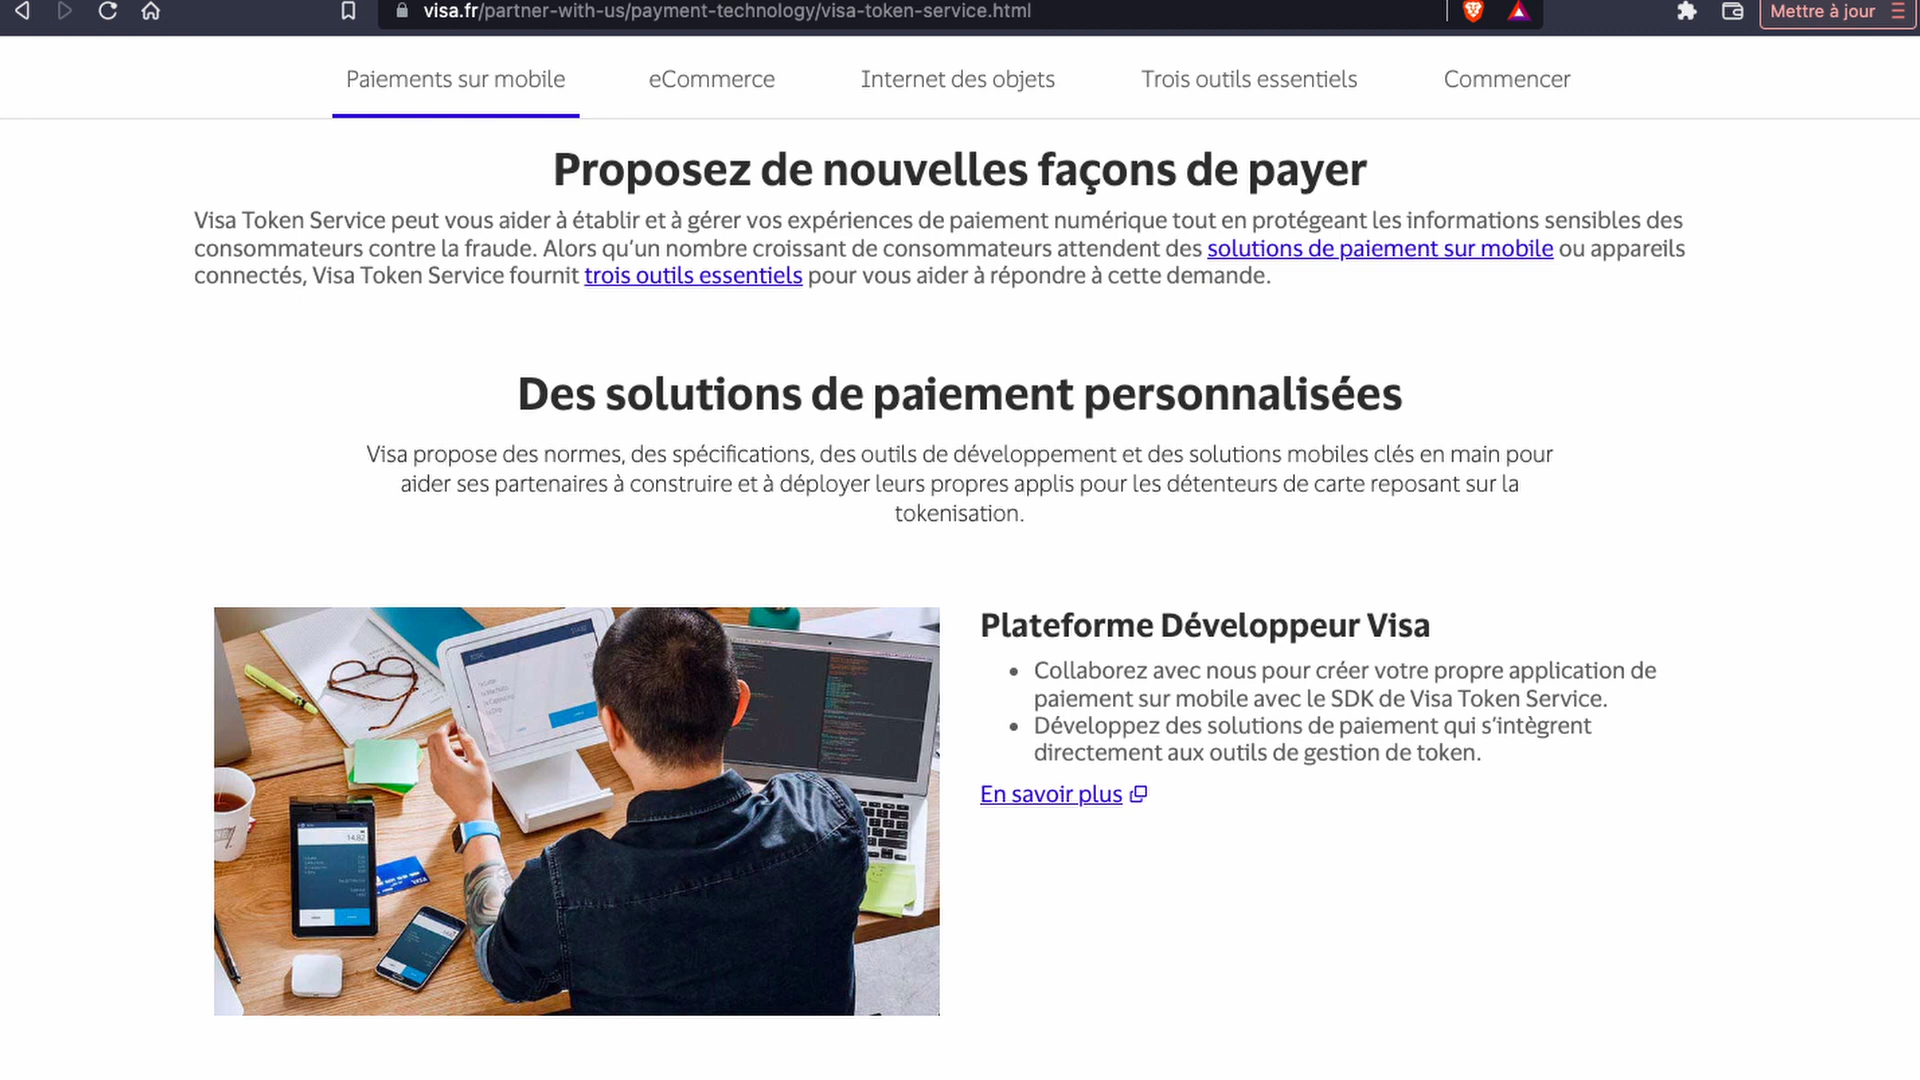 visa.fr/partner-with-us/payment-technology/visa-token-service.html
Mettre à jour
Paiements sur mobile
eCommerce
Internet des objets
Trois outils essentiels
Commencer
Proposez de nouvelles façons de payer
Visa Token Service peut vous aider à établir et à gérer vos expériences de paiement numérique tout en protégeant les informations sensibles des
consommateurs contre la fraude. Alors qu’un nombre croissant de consommateurs attendent des solutions de paiement sur mobile ou appareils
connectés, Visa Token Service fournit trois outils essentiels pour vous aider à répondre à cette demande.
Des solutions de paiement personnalisées
Visa propose des normes, des spécifications, des outils de développement et des solutions mobiles clés en main pour
aider ses partenaires à construire et à déployer leurs propres applis pour les détenteurs de carte reposant sur la
tokenisation.
Plateforme Développeur Visa
Collaborez avec nous pour créer votre propre application de
paiement sur mobile avec le SDK de Visa Token Service.
Développez des solutions de paiement qui s’intègrent
directement aux outils de gestion de token.
En savoir plus
14.82
VISA